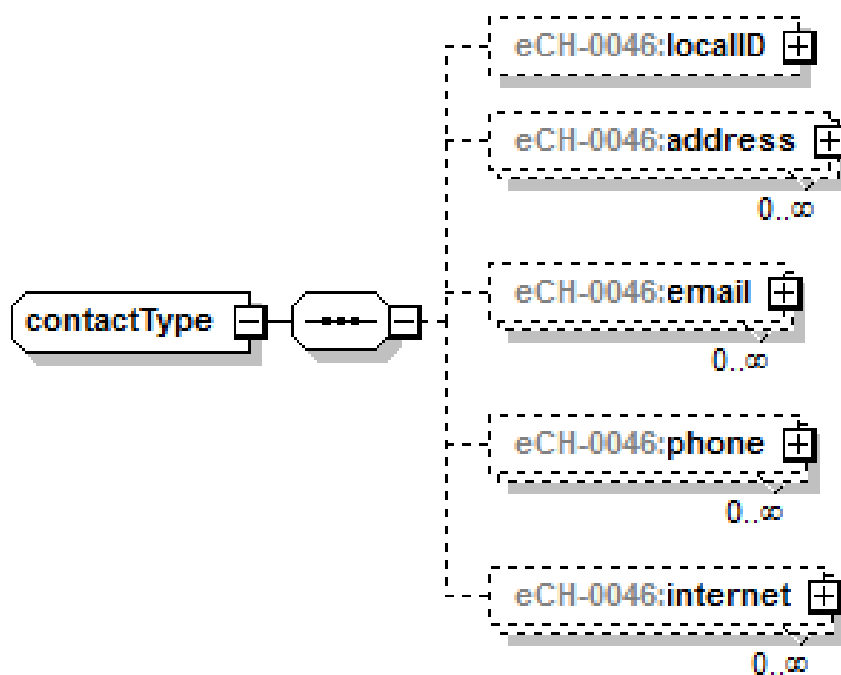 eCH-0046:localID
eCH-0046:address
0..∞
eCH-0046:email
0..∞
contactType
eCH-0046:phone
0..∞
eCH-0046:internet
0..∞